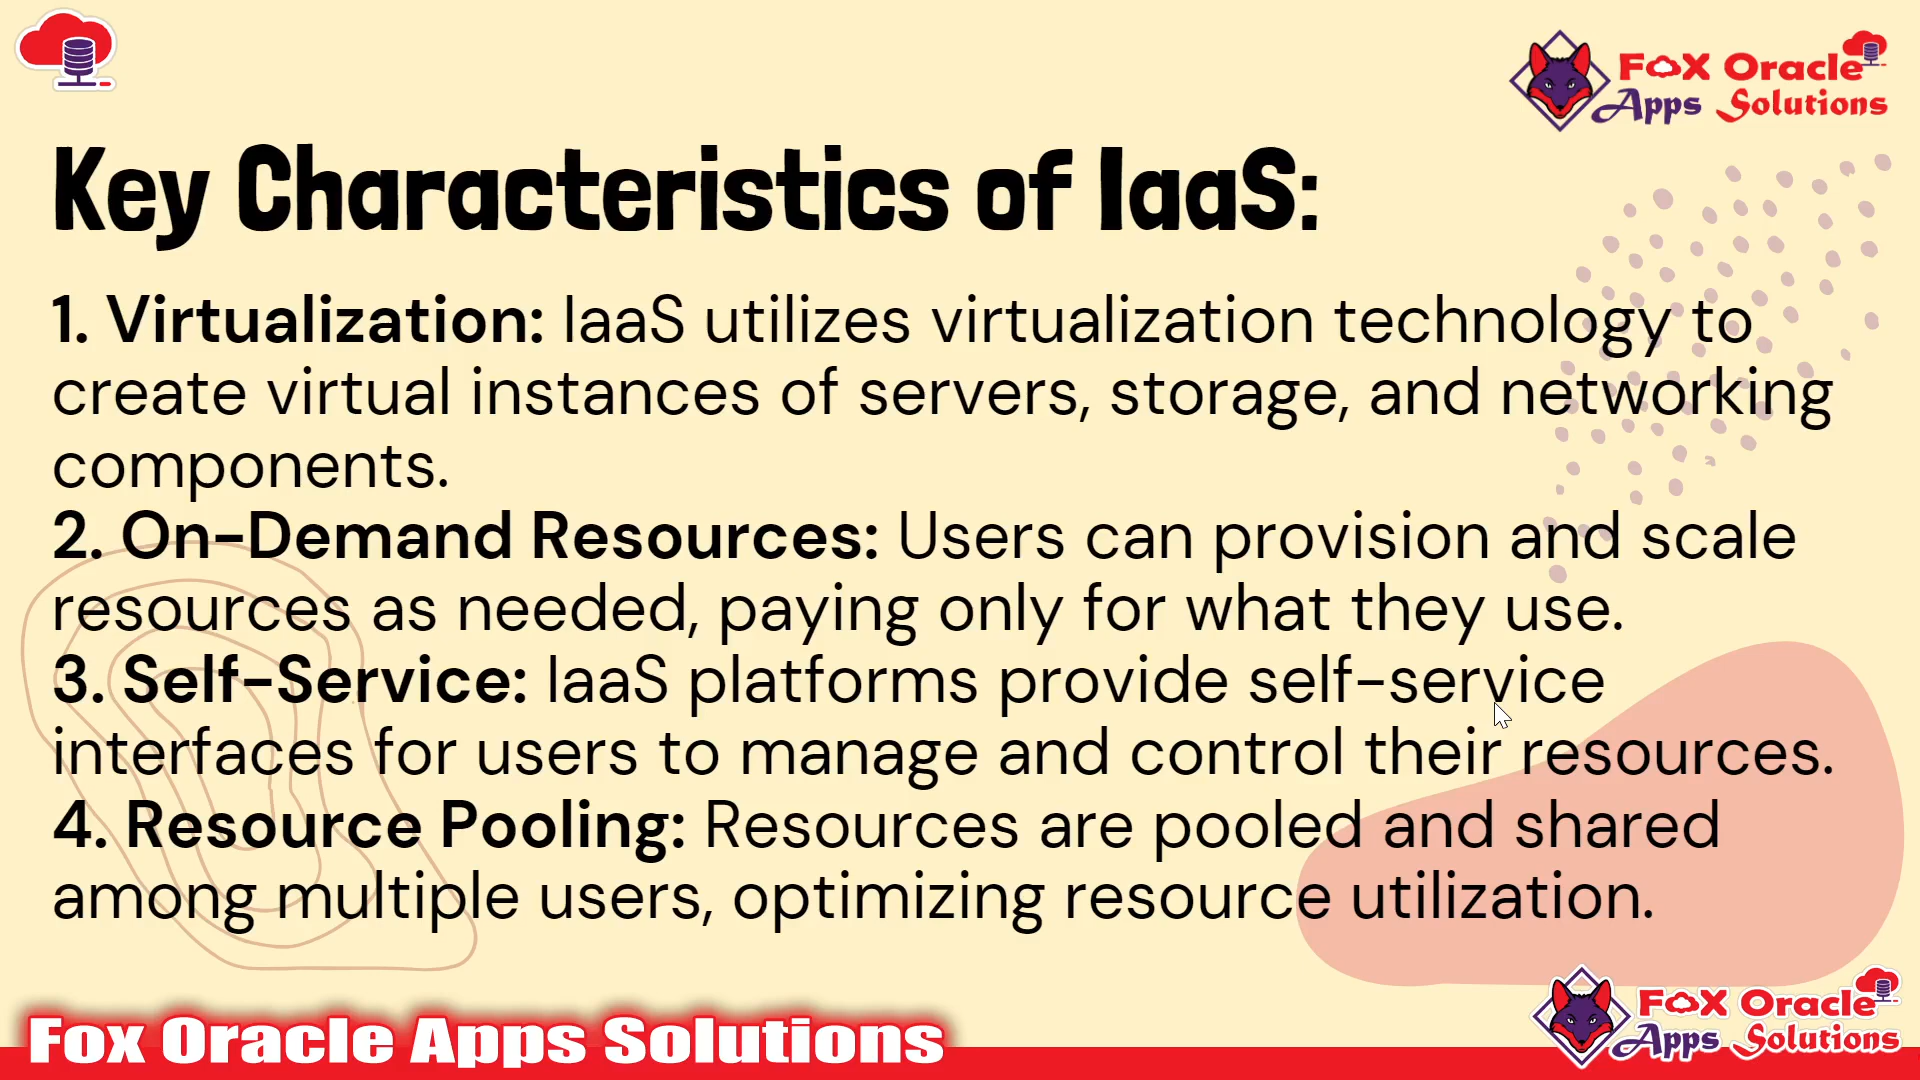 FoX Oracle
Apps Solutions
Key Characteristics of IaaS:
1. Virtualization: IaaS utilizes virtualization technology to
create virtual instances of servers, storage, and networking
components.
2. On-Demand Resources: Users can provision and scale
resources as needed, paying only for what they use.
3. Self-Service: IaaS platforms provide self-service
interfaces for users to manage and control their resources.
4. Resource Pooling: Resources are pooled and shared
among multiple users, optimizing resource utilization.
Fox Oracle Apps Solutions
FoX Oracle
Apps Solutions